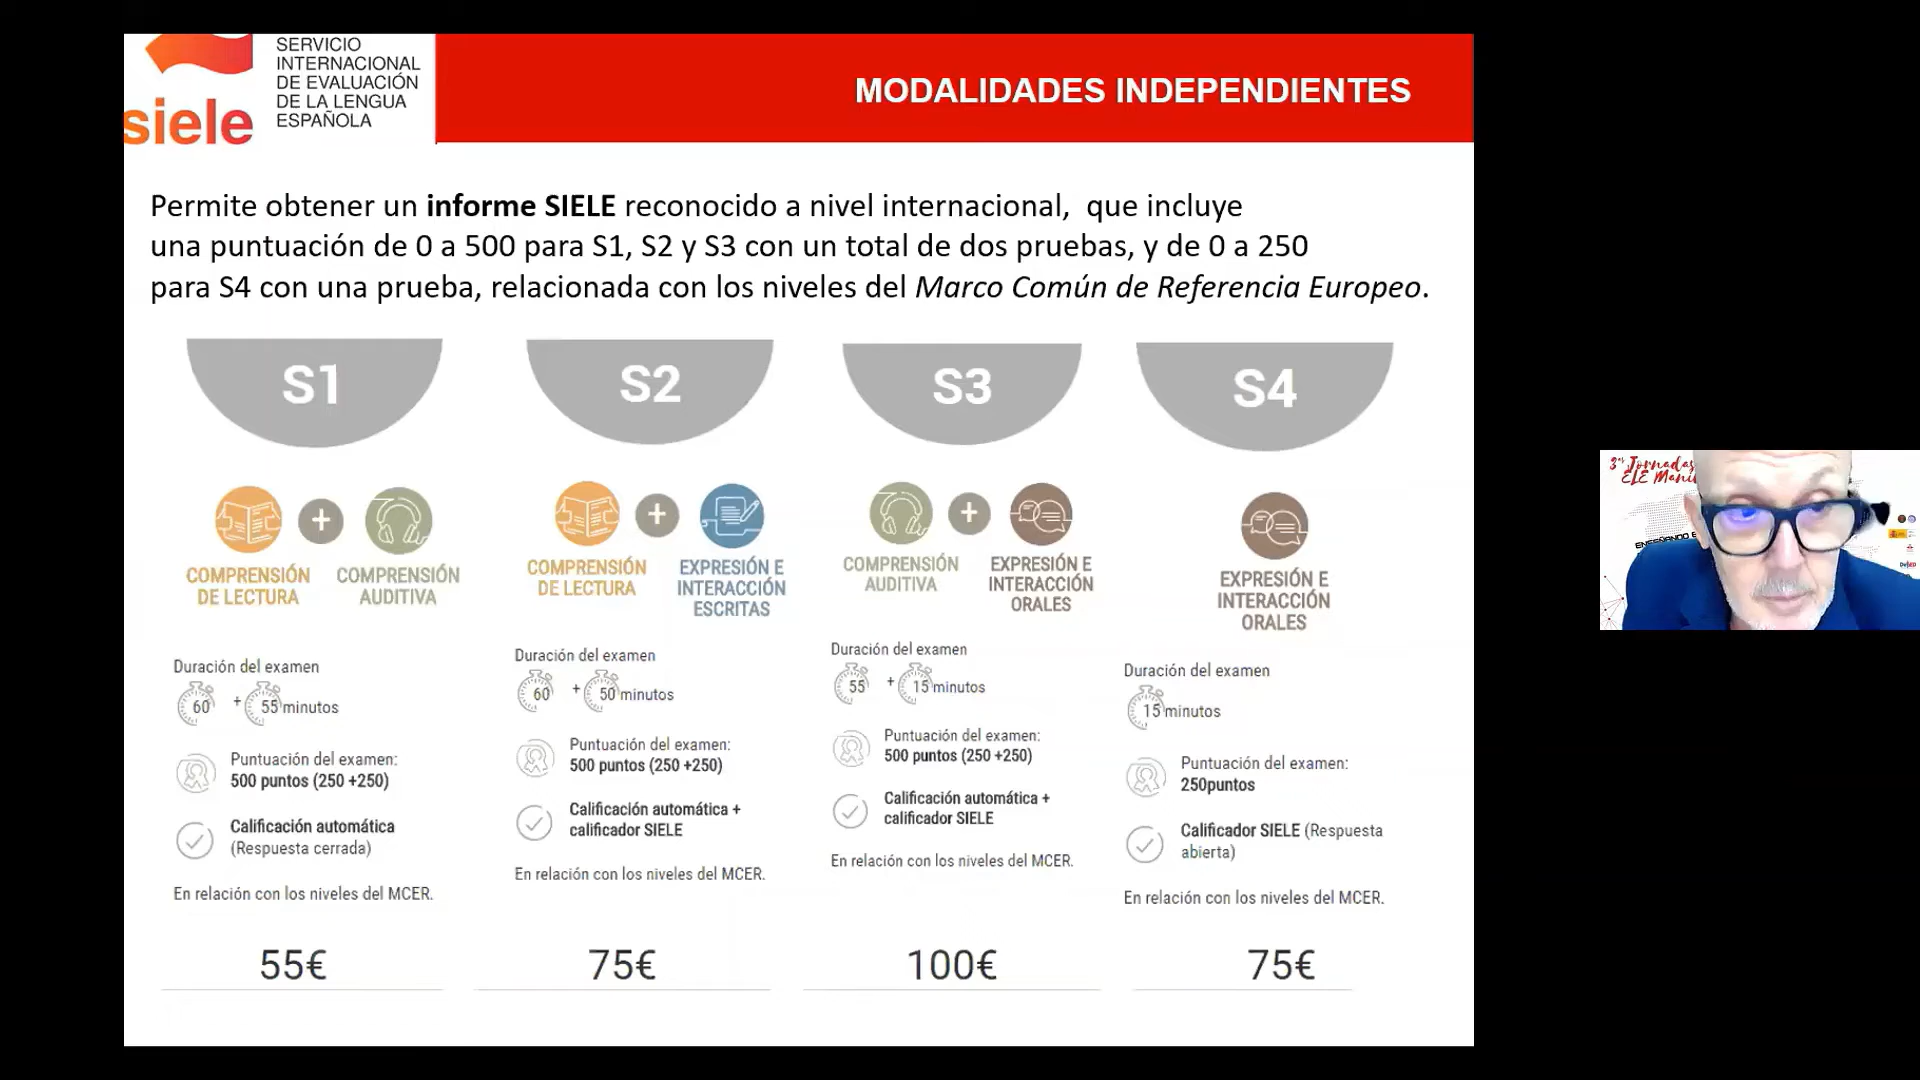 siele
SERVICIO
INTERNACIONAL
DE EVALUACIÓN
DE LA LENGUA
ESPAÑOLA
MODALIDADES INDEPENDIENTES
Permite obtener un informe SIELE reconocido a nivel internacional, que incluye
una puntuación de 0 a 500 para S1, S2 y S3 con un total de dos pruebas, y de 0 a 250
para S4 con una prueba, relacionada con los niveles del Marco Común de Referencia Europeo.
S1
COMPRENSIÓN
DE LECTURA
+
COMPRENSIÓN
AUDITIVA
Duración del examen
60 + 55 minutos
Puntuación del examen:
500 puntos (250 +250)
Calificación automática
(Respuesta cerrada)
En relación con los niveles del MCER.
55€
S2
COMPRENSIÓN
DE LECTURA
+
EXPRESIÓN E
INTERACCIÓN
ESCRITAS
Duración del examen
60 + 50 minutos
Puntuación del examen:
500 puntos (250 +250)
Calificación automática +
calificador SIELE
En relación con los niveles del MCER.
75€
S3
COMPRENSIÓN
AUDITIVA
+
EXPRESIÓN E
INTERACCIÓN
ORALES
Duración del examen
55 + 15 minutos
Puntuación del examen:
500 puntos (250 +250)
Calificación automática +
calificador SIELE
En relación con los niveles del MCER.
100€
S4
EXPRESIÓN E
INTERACCIÓN
ORALES
Duración del examen
15 minutos
Puntuación del examen:
250puntos
Calificador SIELE (Respuesta
abierta)
En relación con los niveles del MCER.
75€
3as Jornadas
ELE